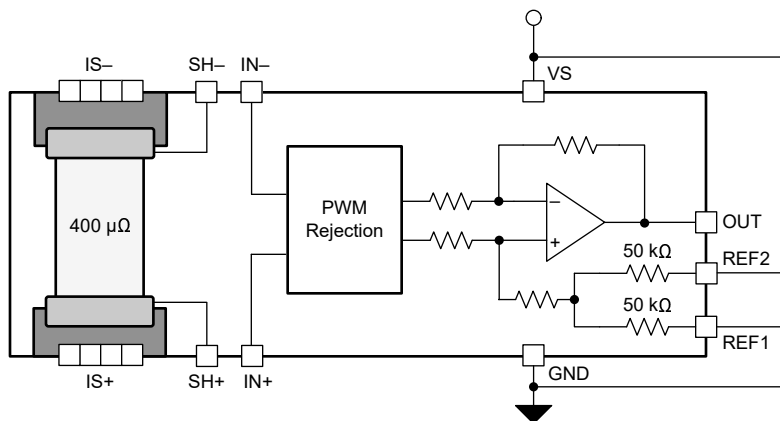 IS–
SH–
IN–
VS
400 µΩ
PWM
Rejection
–
+
OUT
50 kΩ
REF2
50 kΩ
REF1
IS+
SH+
IN+
GND